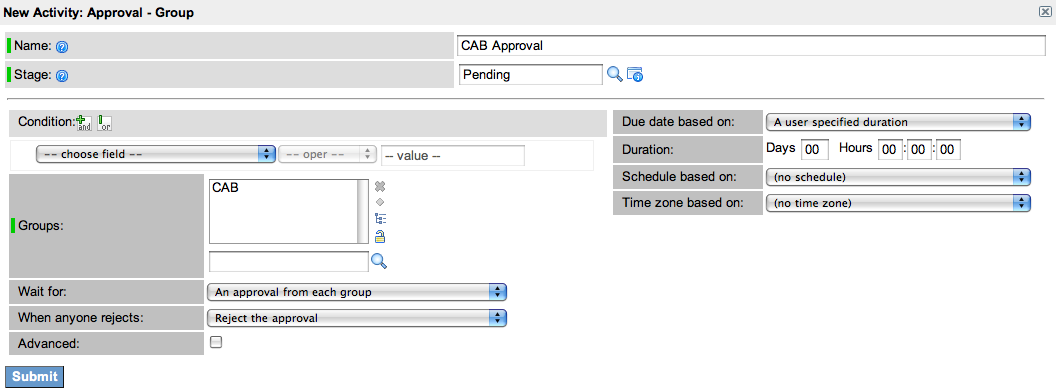 New Activity: Approval - Group
Name:
CAB Approval
Stage:
Pending
Condition: and or
-- choose field -- -- oper -- -- value --
Groups:
CAB
Wait for: An approval from each group
When anyone rejects: Reject the approval
Advanced:
Due date based on: A user specified duration
Duration: Days 00 Hours 00 : 00 : 00
Schedule based on: (no schedule)
Time zone based on: (no time zone)
Submit